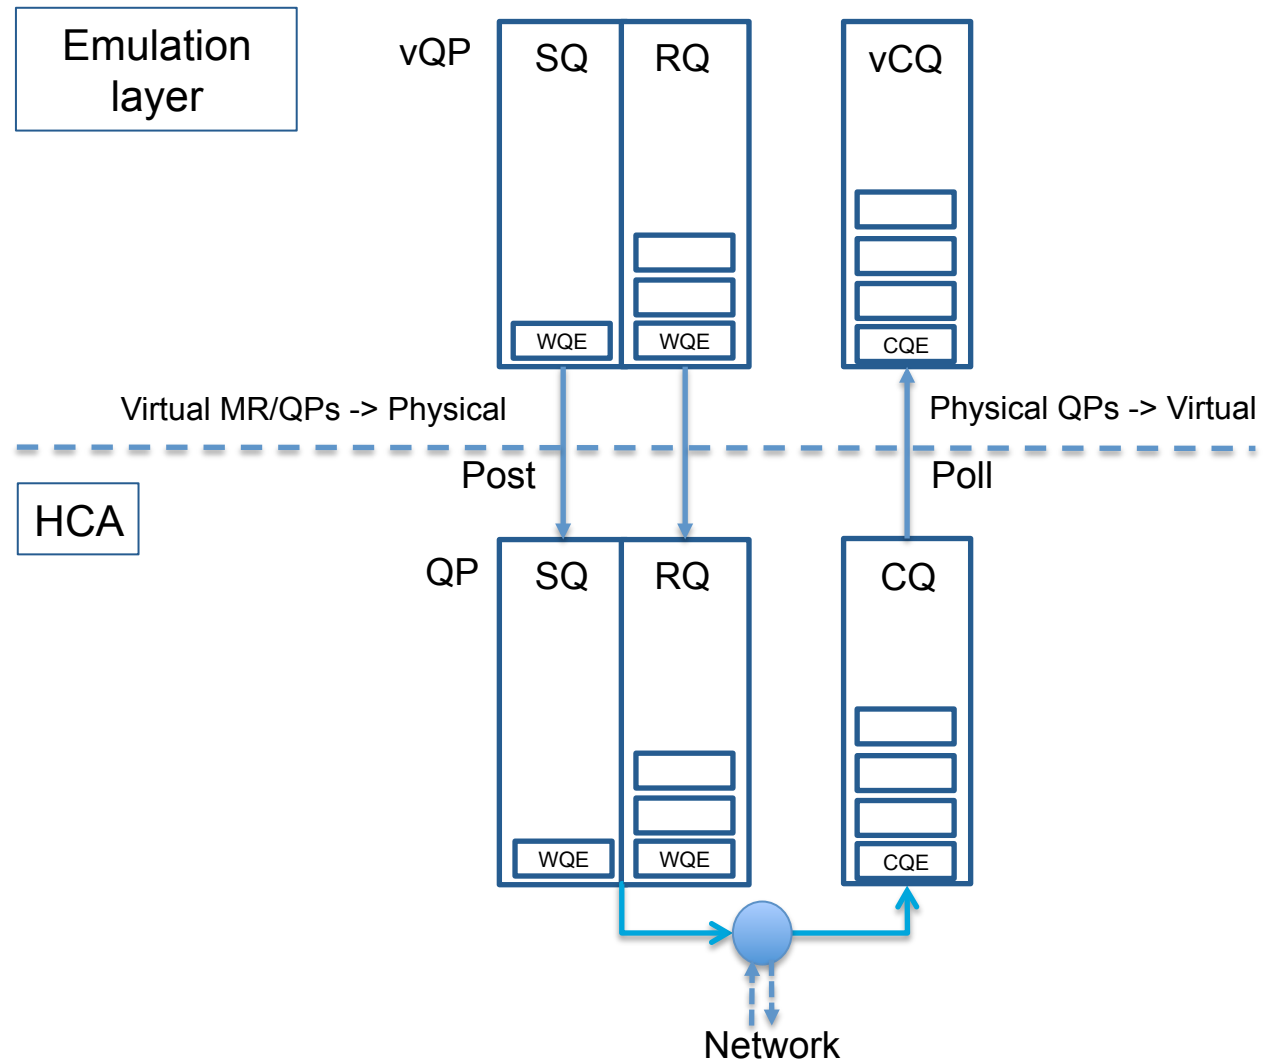 Emulation
layer
vQP
SQ
RQ
vCQ
WQE
WQE
CQE
Virtual MR/QPs -> Physical
Physical QPs -> Virtual
Post
Poll
HCA
QP
SQ
RQ
CQ
WQE
WQE
CQE
Network